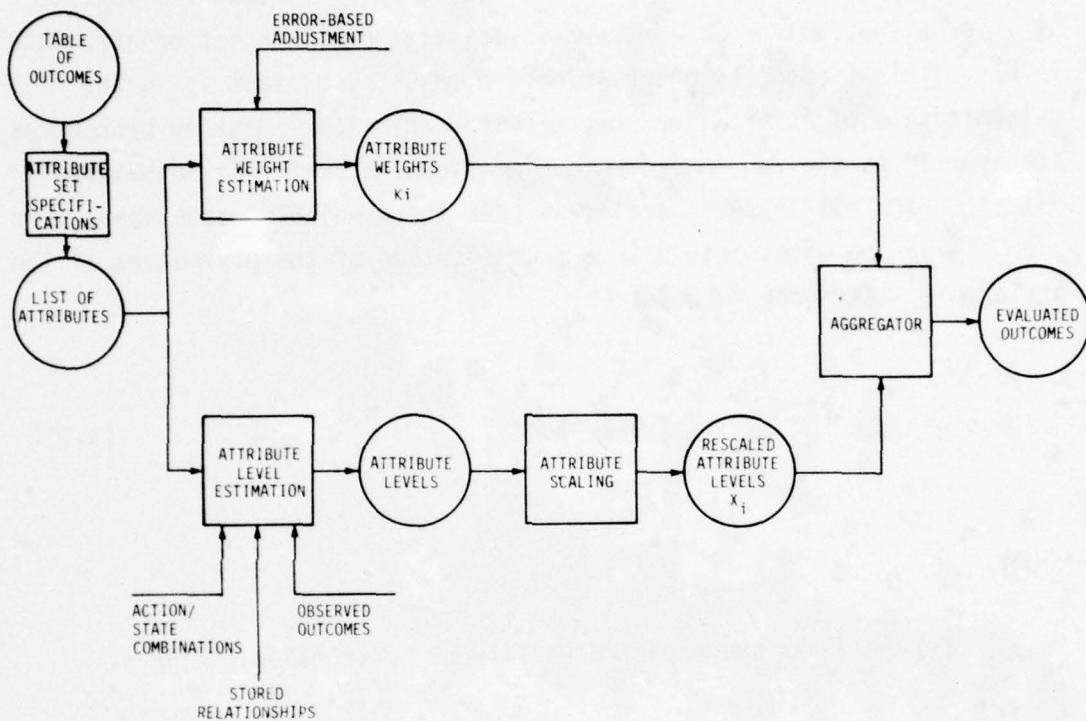 ERROR-BASED
ADJUSTMENT
TABLE
OF
OUTCOMES
ATTRIBUTE
SET
SPECIFI-
CATIONS
LIST OF
ATTRIBUTES
ATTRIBUTE
WEIGHT
ESTIMATION
ATTRIBUTE
WEIGHTS
Ki
AGGREGATOR
EVALUATED
OUTCOMES
ATTRIBUTE
LEVEL
ESTIMATION
ATTRIBUTE
LEVELS
ATTRIBUTE
SCALING
RESCALED
ATTRIBUTE
LEVELS
Xi
ACTION/
STATE
COMBINATIONS
OBSERVED
OUTCOMES
STORED
RELATIONSHIPS